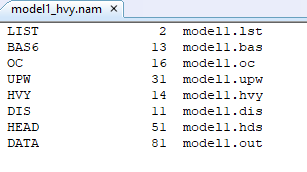 model1_hvy.nam
LIST 2 model1.lst
BAS6 13 model1.bas
OC 16 model1.oc
UPW 31 model1.upw
HVY 14 model1.hvy
DIS 11 model1.dis
HEAD 51 model1.hds
DATA 81 model1.out